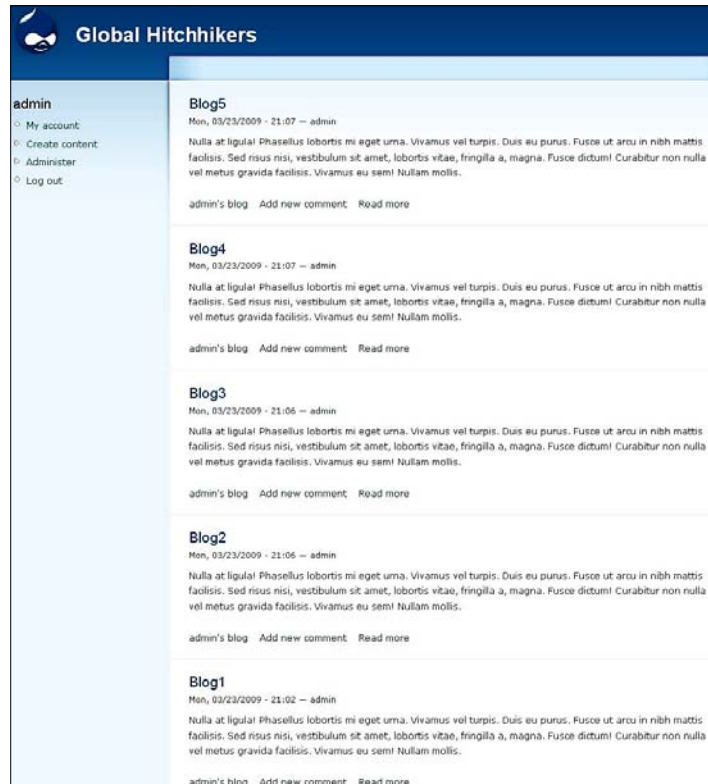 Global Hitchhikers
admin
My account
Create content
Administer
Log out
Blog5
Mon, 03/23/2009 - 21:07 — admin
Nulla at ligula! Phasellus lobortis mi eget urna. Vivamus vel turpis. Duis eu purus. Fusce ut arcu in nibh mattis
facilisis. Sed risus nisi, vestibulum sit amet, lobortis vitae, fringilla a, magna. Fusce dictum! Curabitur non nulla
vel metus gravida facilisis. Vivamus eu sem! Nullam mollis.
admin's blog Add new comment Read more
Blog4
Mon, 03/23/2009 - 21:07 — admin
Nulla at ligula! Phasellus lobortis mi eget urna. Vivamus vel turpis. Duis eu purus. Fusce ut arcu in nibh mattis
facilisis. Sed risus nisi, vestibulum sit amet, lobortis vitae, fringilla a, magna. Fusce dictum! Curabitur non nulla
vel metus gravida facilisis. Vivamus eu sem! Nullam mollis.
admin's blog Add new comment Read more
Blog3
Mon, 03/23/2009 - 21:06 — admin
Nulla at ligula! Phasellus lobortis mi eget urna. Vivamus vel turpis. Duis eu purus. Fusce ut arcu in nibh mattis
facilisis. Sed risus nisi, vestibulum sit amet, lobortis vitae, fringilla a, magna. Fusce dictum! Curabitur non nulla
vel metus gravida facilisis. Vivamus eu sem! Nullam mollis.
admin's blog Add new comment Read more
Blog2
Mon, 03/23/2009 - 21:06 — admin
Nulla at ligula! Phasellus lobortis mi eget urna. Vivamus vel turpis. Duis eu purus. Fusce ut arcu in nibh mattis
facilisis. Sed risus nisi, vestibulum sit amet, lobortis vitae, fringilla a, magna. Fusce dictum! Curabitur non nulla
vel metus gravida facilisis. Vivamus eu sem! Nullam mollis.
admin's blog Add new comment Read more
Blog1
Mon, 03/23/2009 - 21:02 — admin
Nulla at ligula! Phasellus lobortis mi eget urna. Vivamus vel turpis. Duis eu purus. Fusce ut arcu in nibh mattis
facilisis. Sed risus nisi, vestibulum sit amet, lobortis vitae, fringilla a, magna. Fusce dictum! Curabitur non nulla
vel metus gravida facilisis. Vivamus eu sem! Nullam mollis.
admin's blog Add new comment Read more